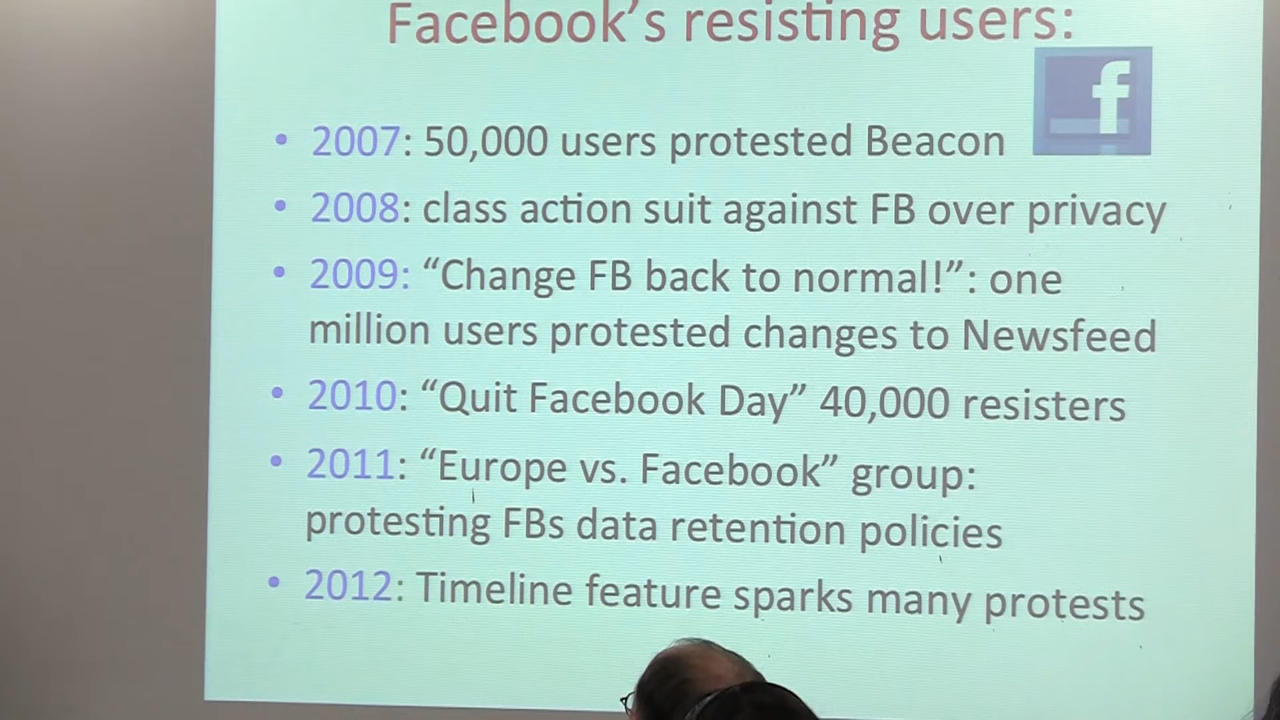 Facebook's resisting users:
f
• 2007: 50,000 users protested Beacon
• 2008: class action suit against FB over privacy
• 2009: “Change FB back to normal!”: one
million users protested changes to Newsfeed
• 2010: “Quit Facebook Day” 40,000 resisters
• 2011: “Europe vs. Facebook” group:
protesting FBs data retention policies
• 2012: Timeline feature sparks many protests